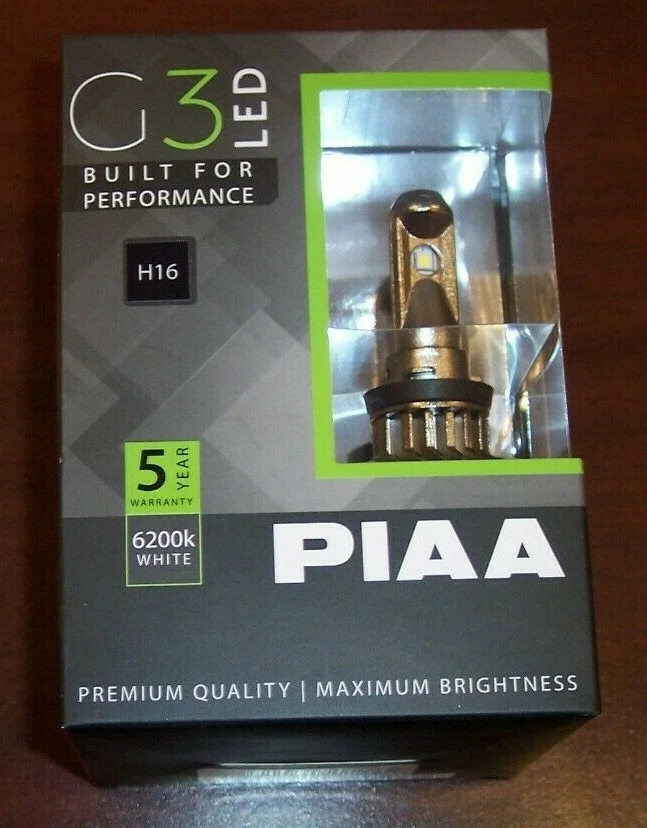 G3 LED
BUILT FOR
PERFORMANCE
H16
5 YEAR
WARRANTY
6200k
WHITE
PIAA
PREMIUM QUALITY | MAXIMUM BRIGHTNESS